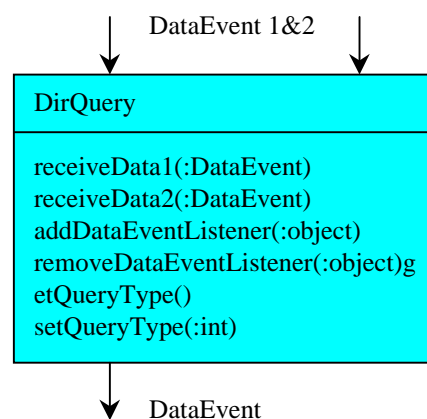 DataEvent 1&2
DirQuery
receiveData1(:DataEvent)
receiveData2(:DataEvent)
addDataEventListener(:object)
removeDataEventListener(:object)g
etQueryType()
setQueryType(:int)
DataEvent